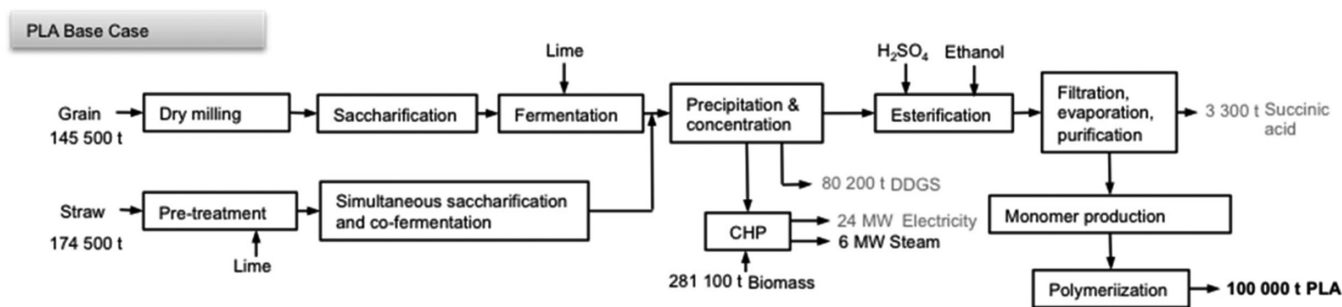 PLA Base Case
Lime
H₂SO₄
Ethanol
Grain
145 500 t
Dry milling
Saccharification
Fermentation
Precipitation &
concentration
Esterification
Filtration,
evaporation,
purification
3 300 t Succinic
acid
Straw
174 500 t
Pre-treatment
Lime
Simultaneous saccharification
and co-fermentation
80 200 t DDGS
CHP
24 MW Electricity
6 MW Steam
281 100 t Biomass
Monomer production
Polymeriization
100 000 t PLA